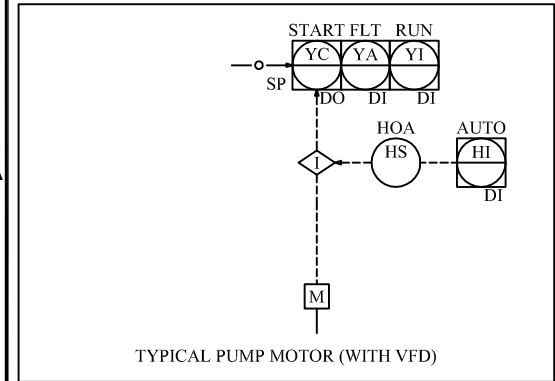 START FLT RUN
YC YA YI
SP
DO DI DI
HOA AUTO
I HS HI
DI
M
TYPICAL PUMP MOTOR (WITH VFD)